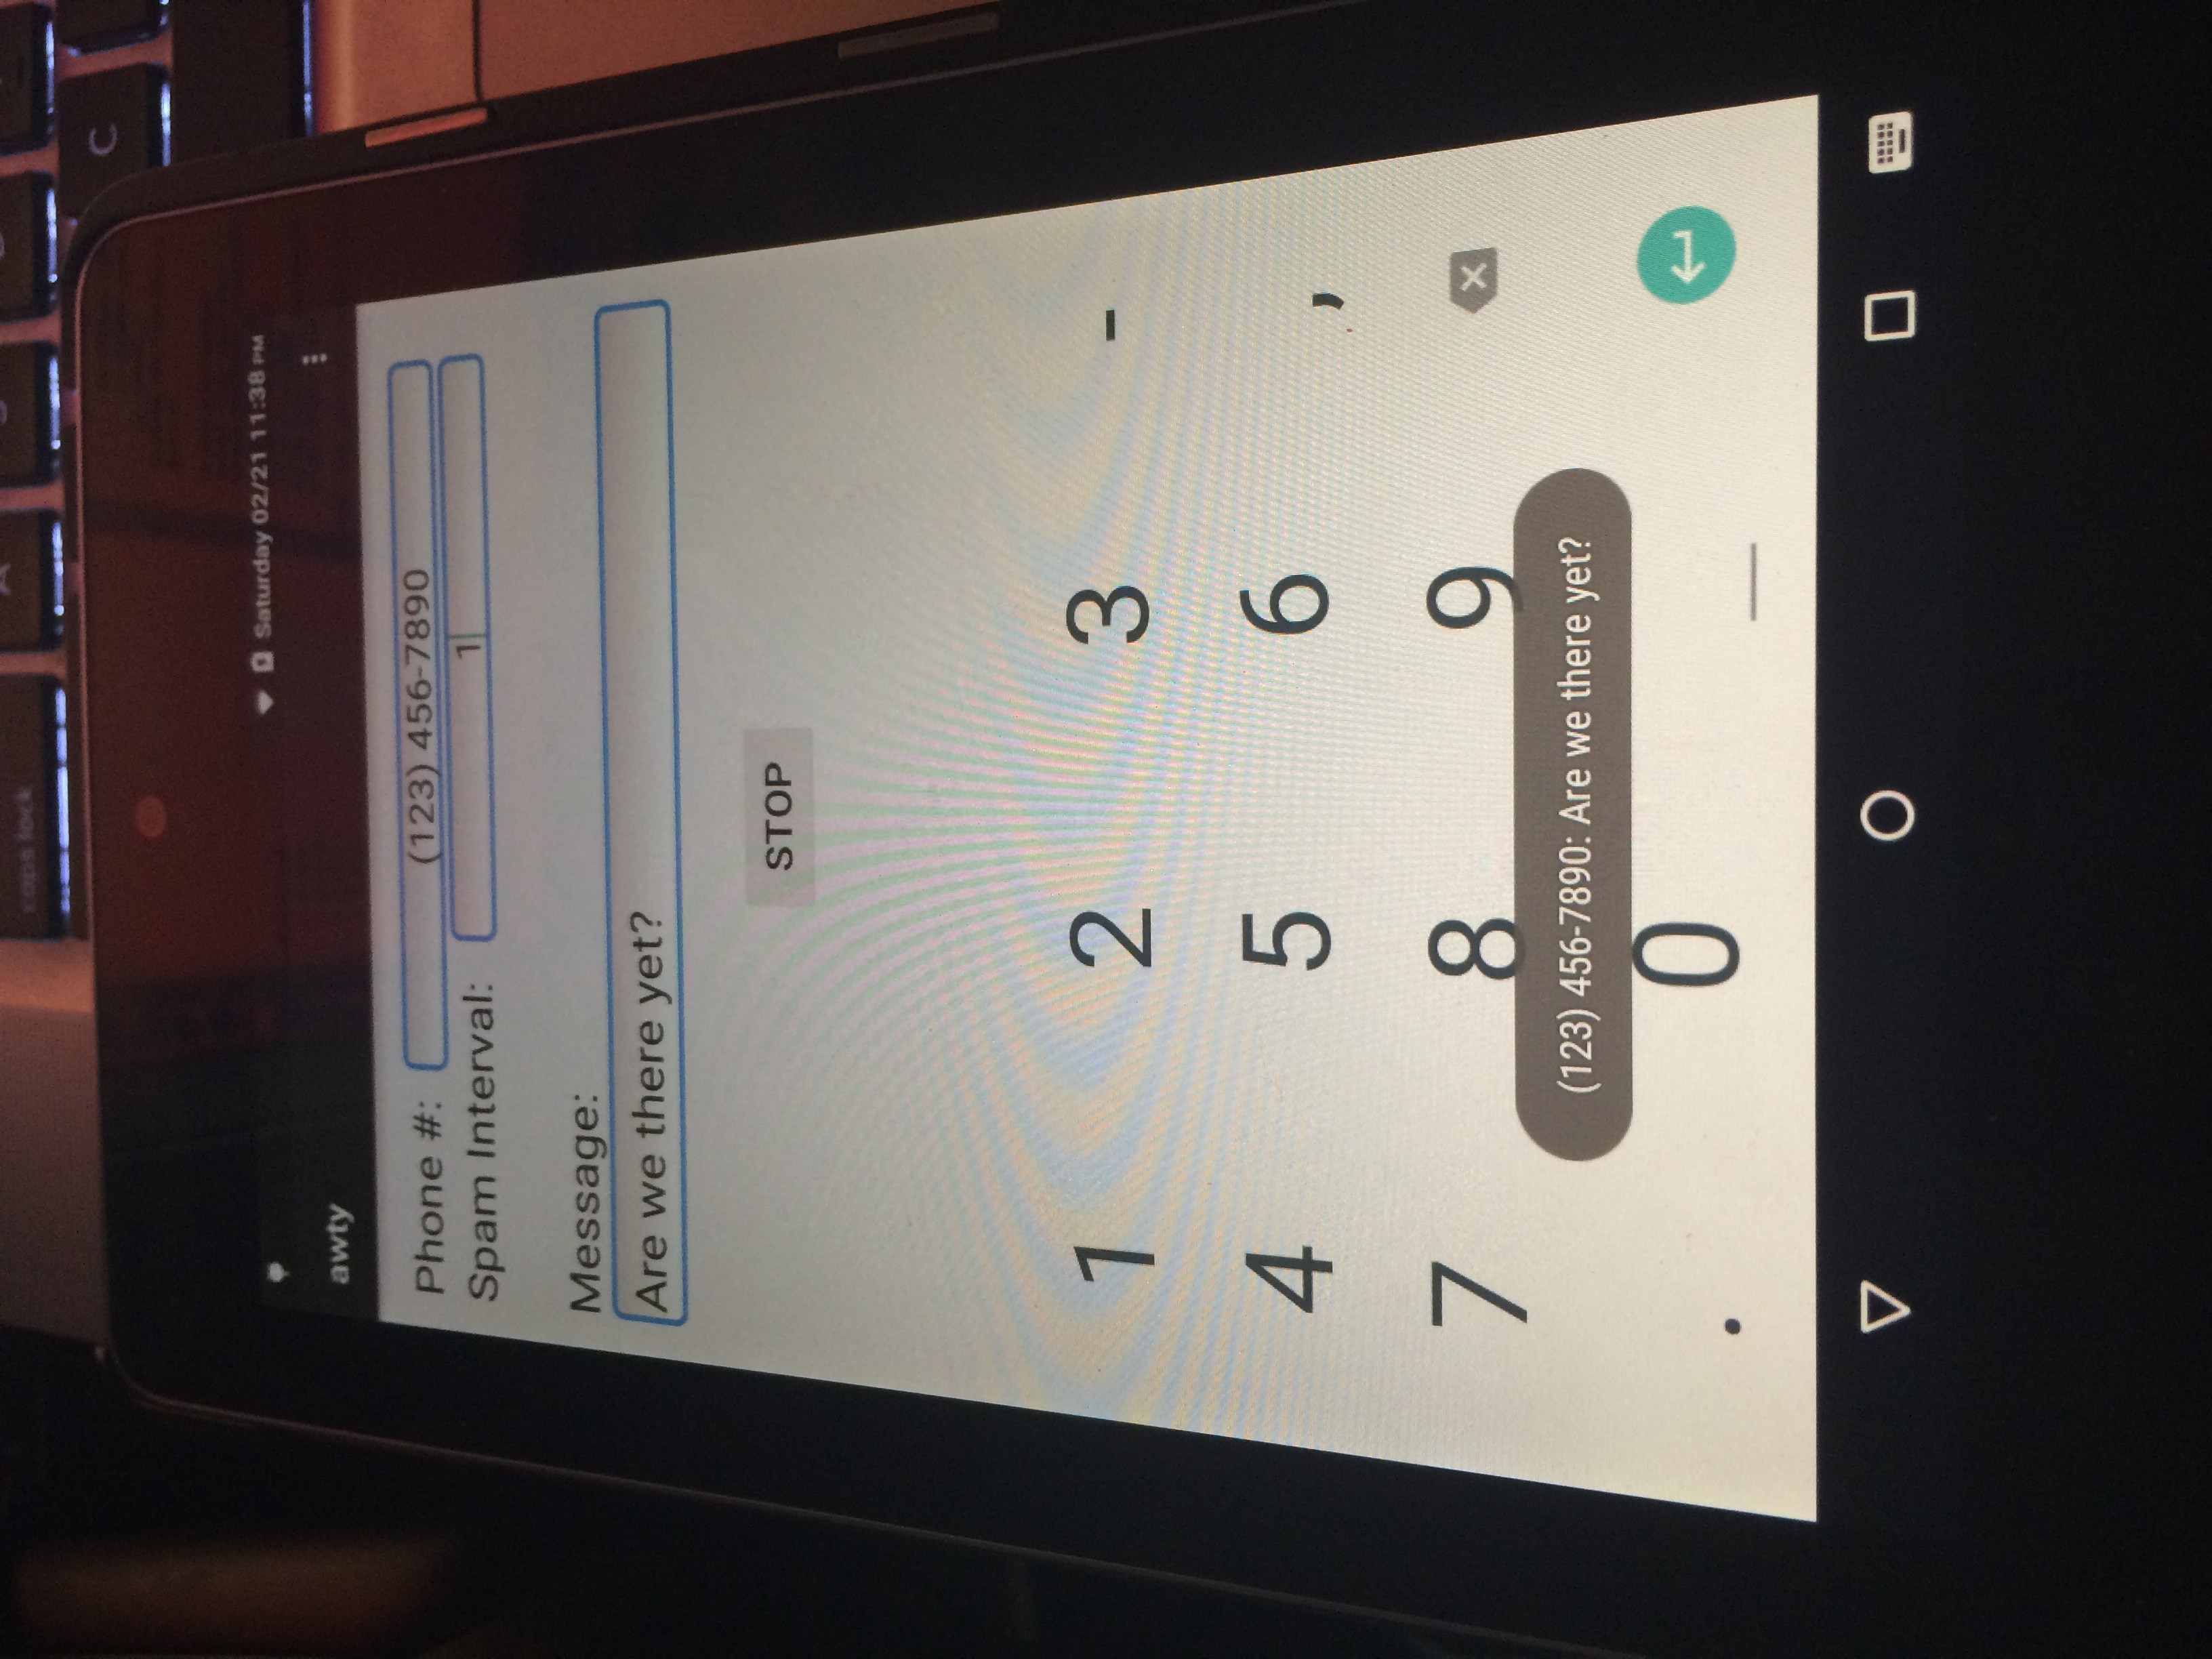 caps lock
A
C
Saturday 02/21 11:38 PM
awty
Phone #: (123) 456-7890
Spam Interval: 1
Message:
Are we there yet?
STOP
1 2 3 -
4 5 6 ,
7 8 9
(123) 456-7890: Are we there yet?
. 0 _